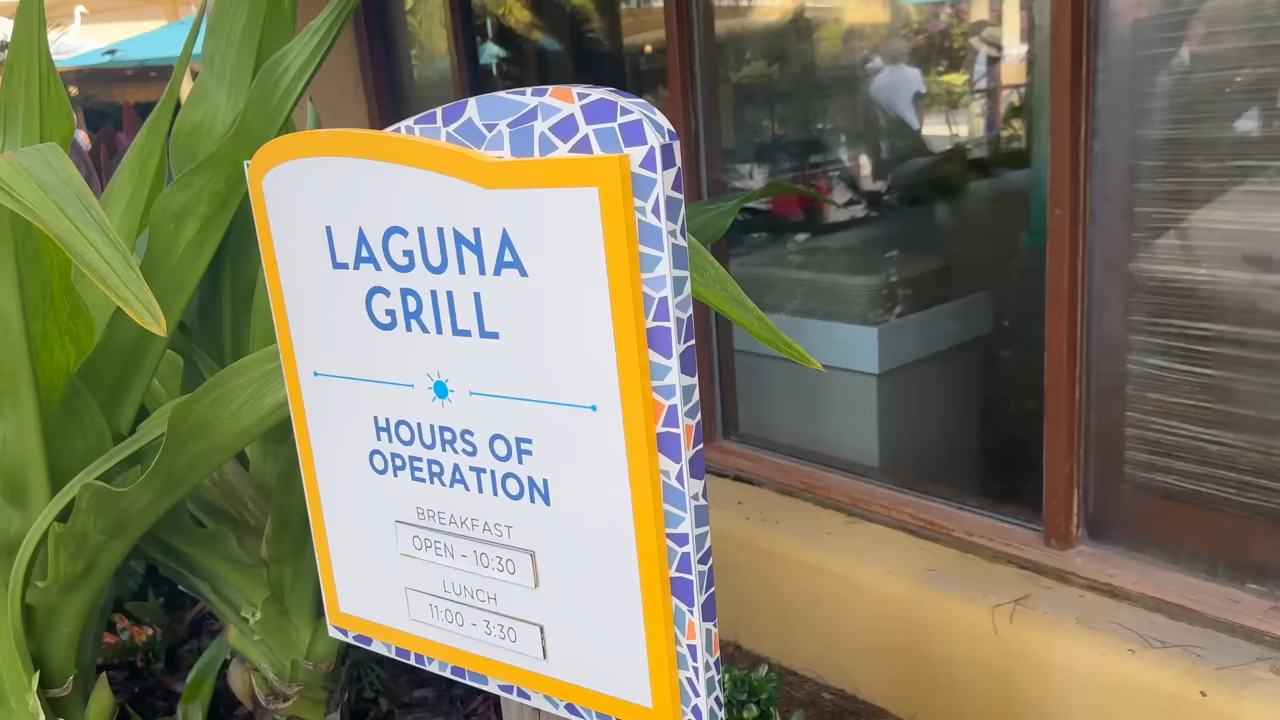 LAGUNA
GRILL
HOURS OF
OPERATION
BREAKFAST
OPEN - 10:30
LUNCH
11:00 - 3:30